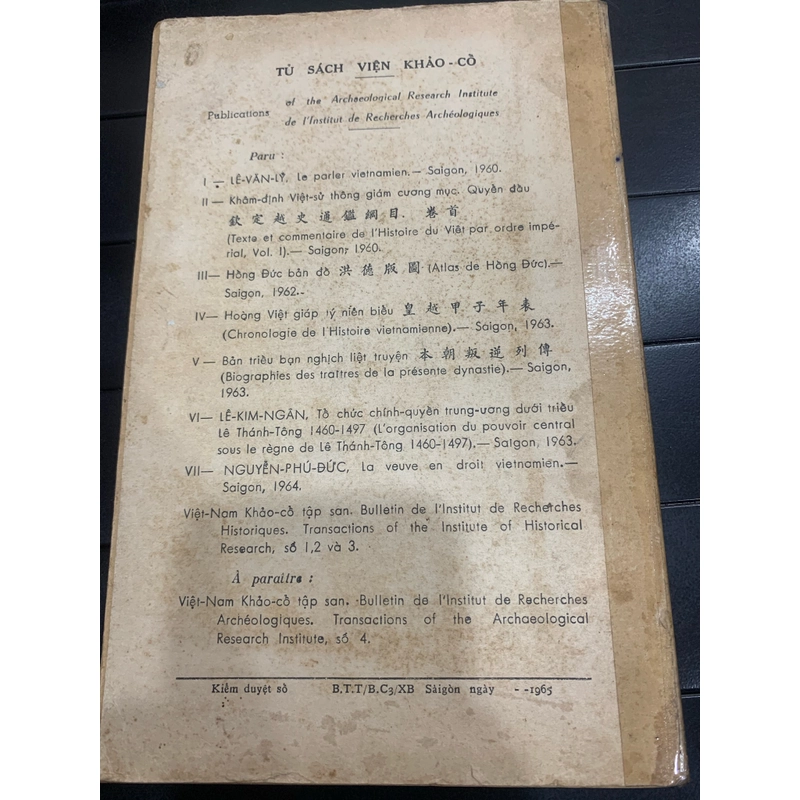 TỦ SÁCH VIỆN KHẢO-CỔ
Publications
of the Archaeological Research Institute
de l'Institut de Recherches Archéologiques
Paru :
I — LÊ-VĂN-LÝ, Le parler vietnamien.— Saigon, 1960.
II — Khâm-định Việt-sử thông giám cương mục. Quyển đầu
欽定越史通鑑綱目. 卷首
(Texte et commentaire de l'Histoire du Việt par ordre impé-
rial, Vol. I).— Saigon, 1960.
III— Hồng Đức bản đồ 洪德版圖 (Atlas de Hồng Đức).—
Saigon, 1962.-
IV— Hoàng Việt giáp tý niên biểu 皇越甲子年表
(Chronologie de l'Histoire vietnamienne).— Saigon, 1963.
V — Bản triều bạn nghịch liệt truyện 本朝叛逆列傳
(Biographies des traîtres de la présente dynastie).— Saigon,
1963.
VI— LÊ-KIM-NGÂN, Tổ chức chính-quyền trung-ương dưới triều
Lê Thánh-Tông 1460-1497 (L'organisation du pouvoir central
sous le règne de Lê Thánh-Tông 1460-1497).— Saigon, 1963.
VII— NGUYỄN-PHÚ-ĐỨC, La veuve en droit vietnamien.—
Saigon, 1964.
Việt-Nam Khảo-cổ tập san. Bulletin de l'Institut de Recherches
Historiques. Transactions of the Institute of Historical
Research, số 1,2 và 3.
À paraître :
Việt-Nam Khảo-cổ tập san. Bulletin de l'Institut de Recherches
Archéologiques. Transactions of the Archaeological
Research Institute, số 4.
Kiểm duyệt số B.T.T/B.C3/XB Sàigòn ngày - -1965